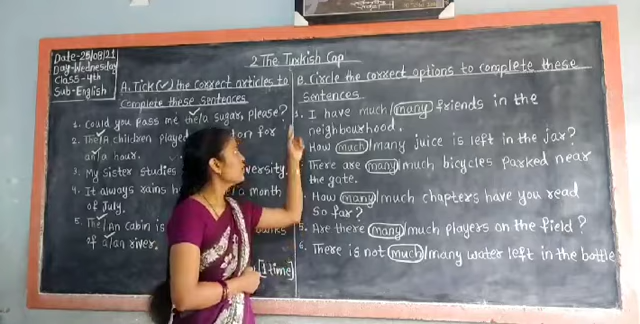 Date-25/08/21
Day-Wednesday
Class-4th
Sub-English
2 The Turkish Cap
A. Tick (✓) the correct articles to
complete these sentences
1. Could you pass me the/a sugar, please?
2. The/A children played for
an/a hour.
3. My sister studies
4. It always rains a month
of July.
5. The/An cabin is banks
of a/an river.
[1 time]
B. Circle the correct options to complete these
sentences
1. I have much/many friends in the
neighbourhood.
How much/many juice is left in the jar?
There are many/much bicycles parked near
the gate.
How many/much chapters have you read
so far?
5. Are there many/much players on the field?
6. There is not much/many water left in the bottle